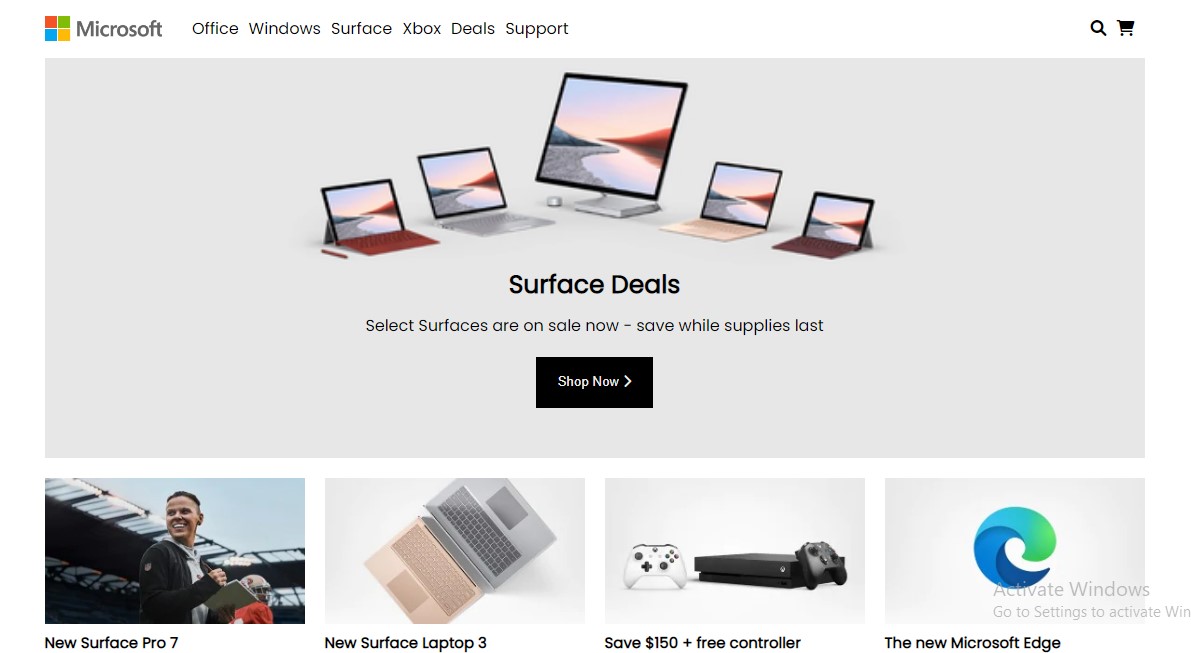 Microsoft Office Windows Surface Xbox Deals Support
Surface Deals
Select Surfaces are on sale now - save while supplies last
Shop Now
New Surface Pro 7 New Surface Laptop 3 Save $150 + free controller The new Microsoft Edge
Activate Windows
Go to Settings to activate Win